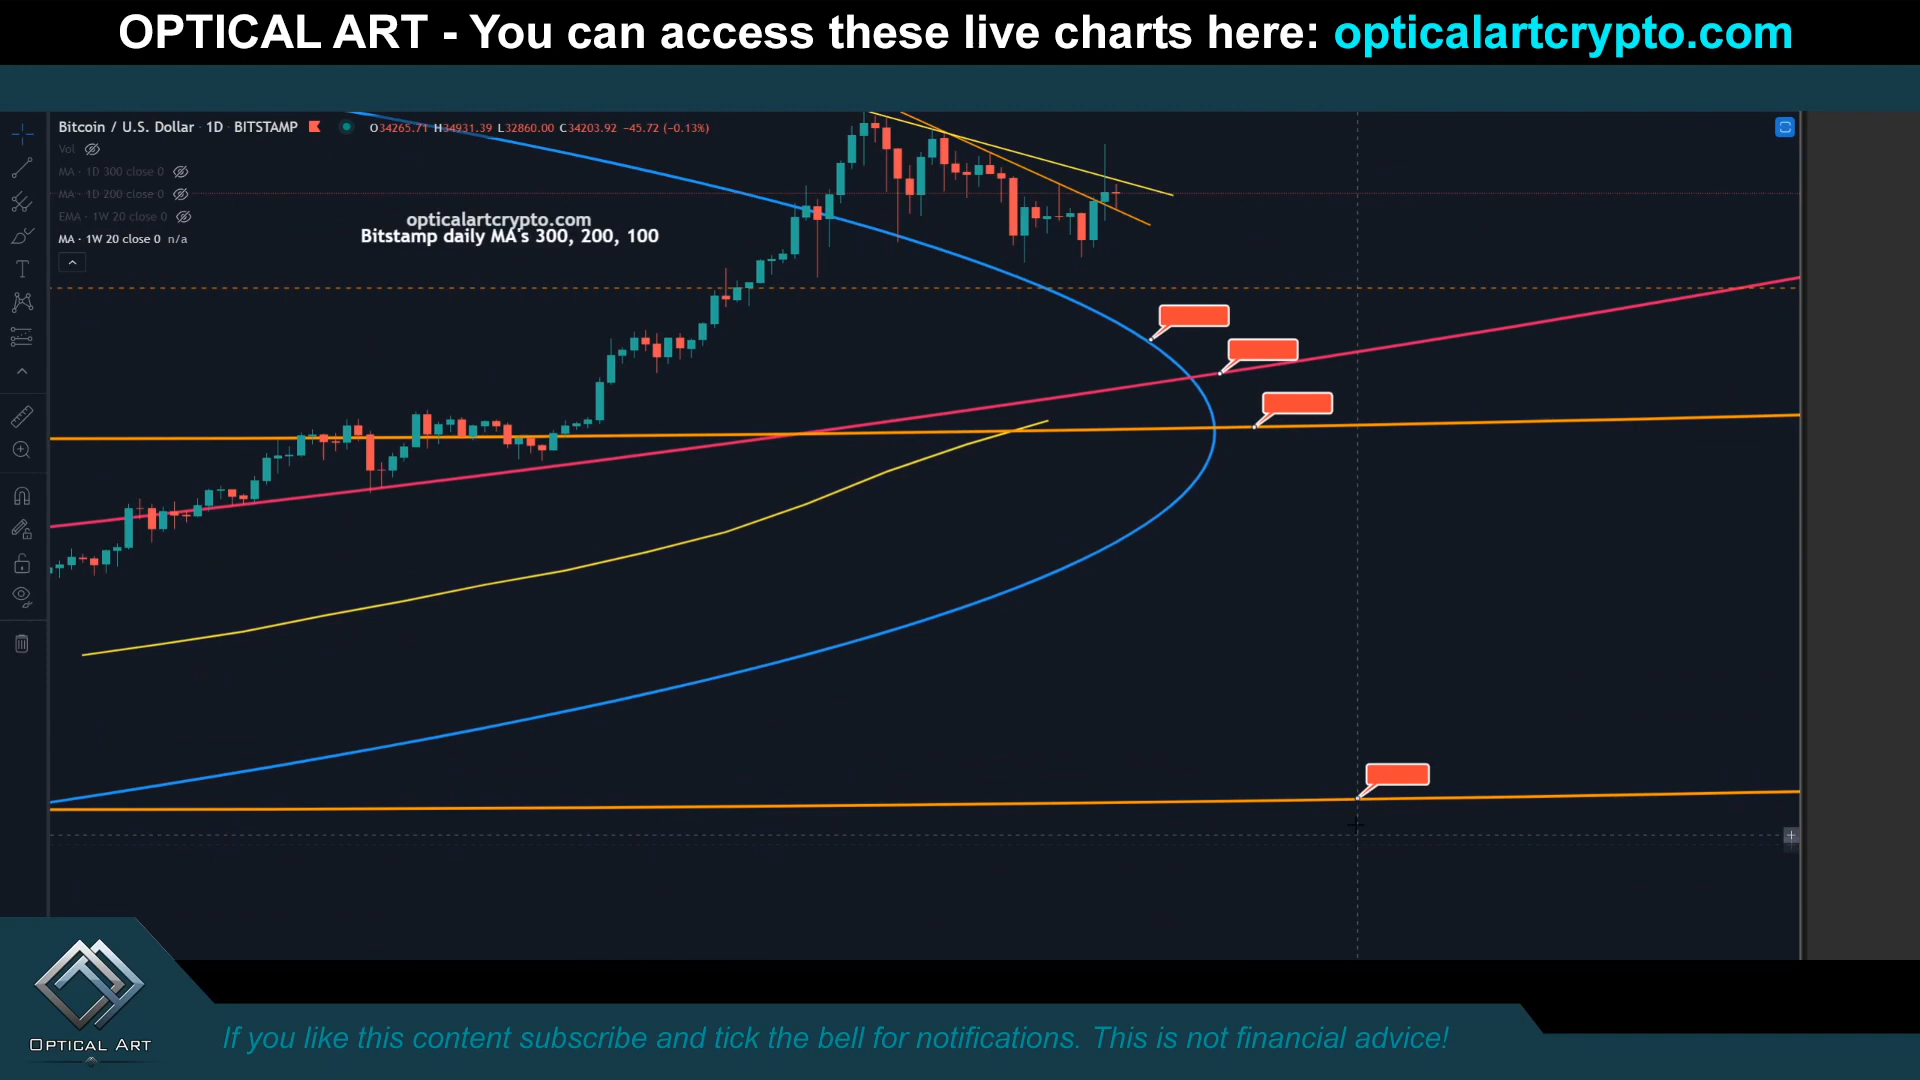 OPTICAL ART - You can access these live charts here: opticalartcrypto.com
Bitcoin / U.S. Dollar · 1D · BITSTAMP O34265.71 H34931.39 L32860.00 C34203.92 −45.72 (−0.13%)
Vol
MA · 1D 300 close 0
MA · 1D 200 close 0
EMA · 1W 20 close 0
MA · 1W 20 close 0 n/a
opticalartcrypto.com
Bitstamp daily MA's 300, 200, 100
OPTICAL ART
If you like this content subscribe and tick the bell for notifications. This is not financial advice!